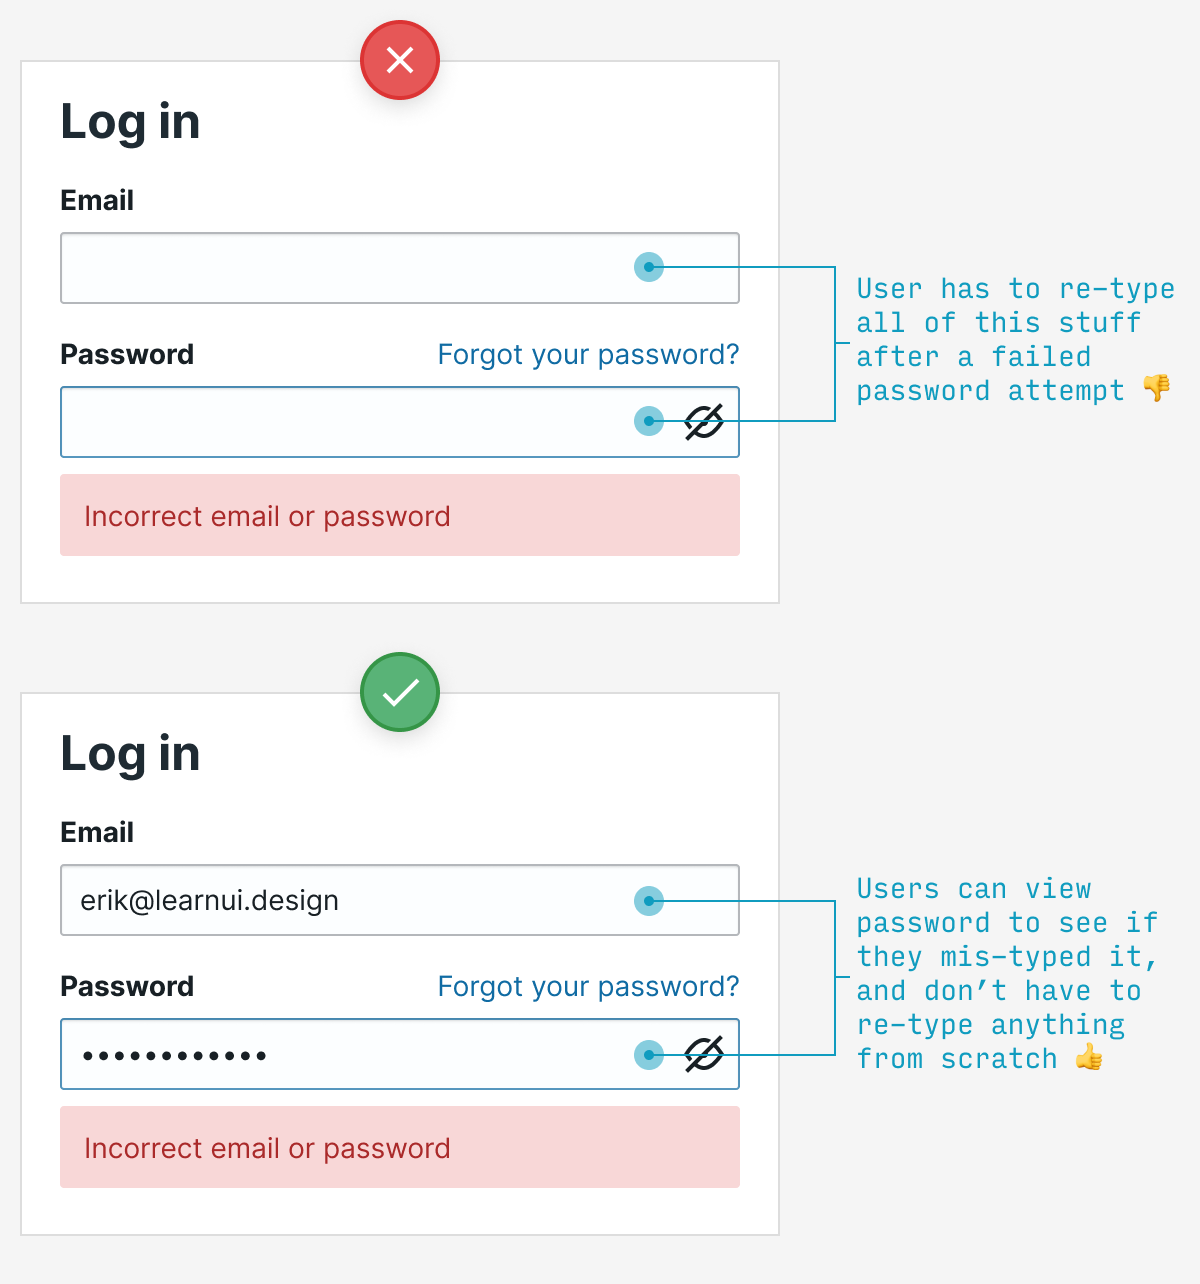 Log in
Email
Password Forgot your password?
User has to re-type
all of this stuff
after a failed
password attempt 👎
Incorrect email or password
Log in
Email
erik@learnui.design
Password Forgot your password?
••••••••••••
Users can view
password to see if
they mis-typed it,
and don’t have to
re-type anything
from scratch 👍
Incorrect email or password